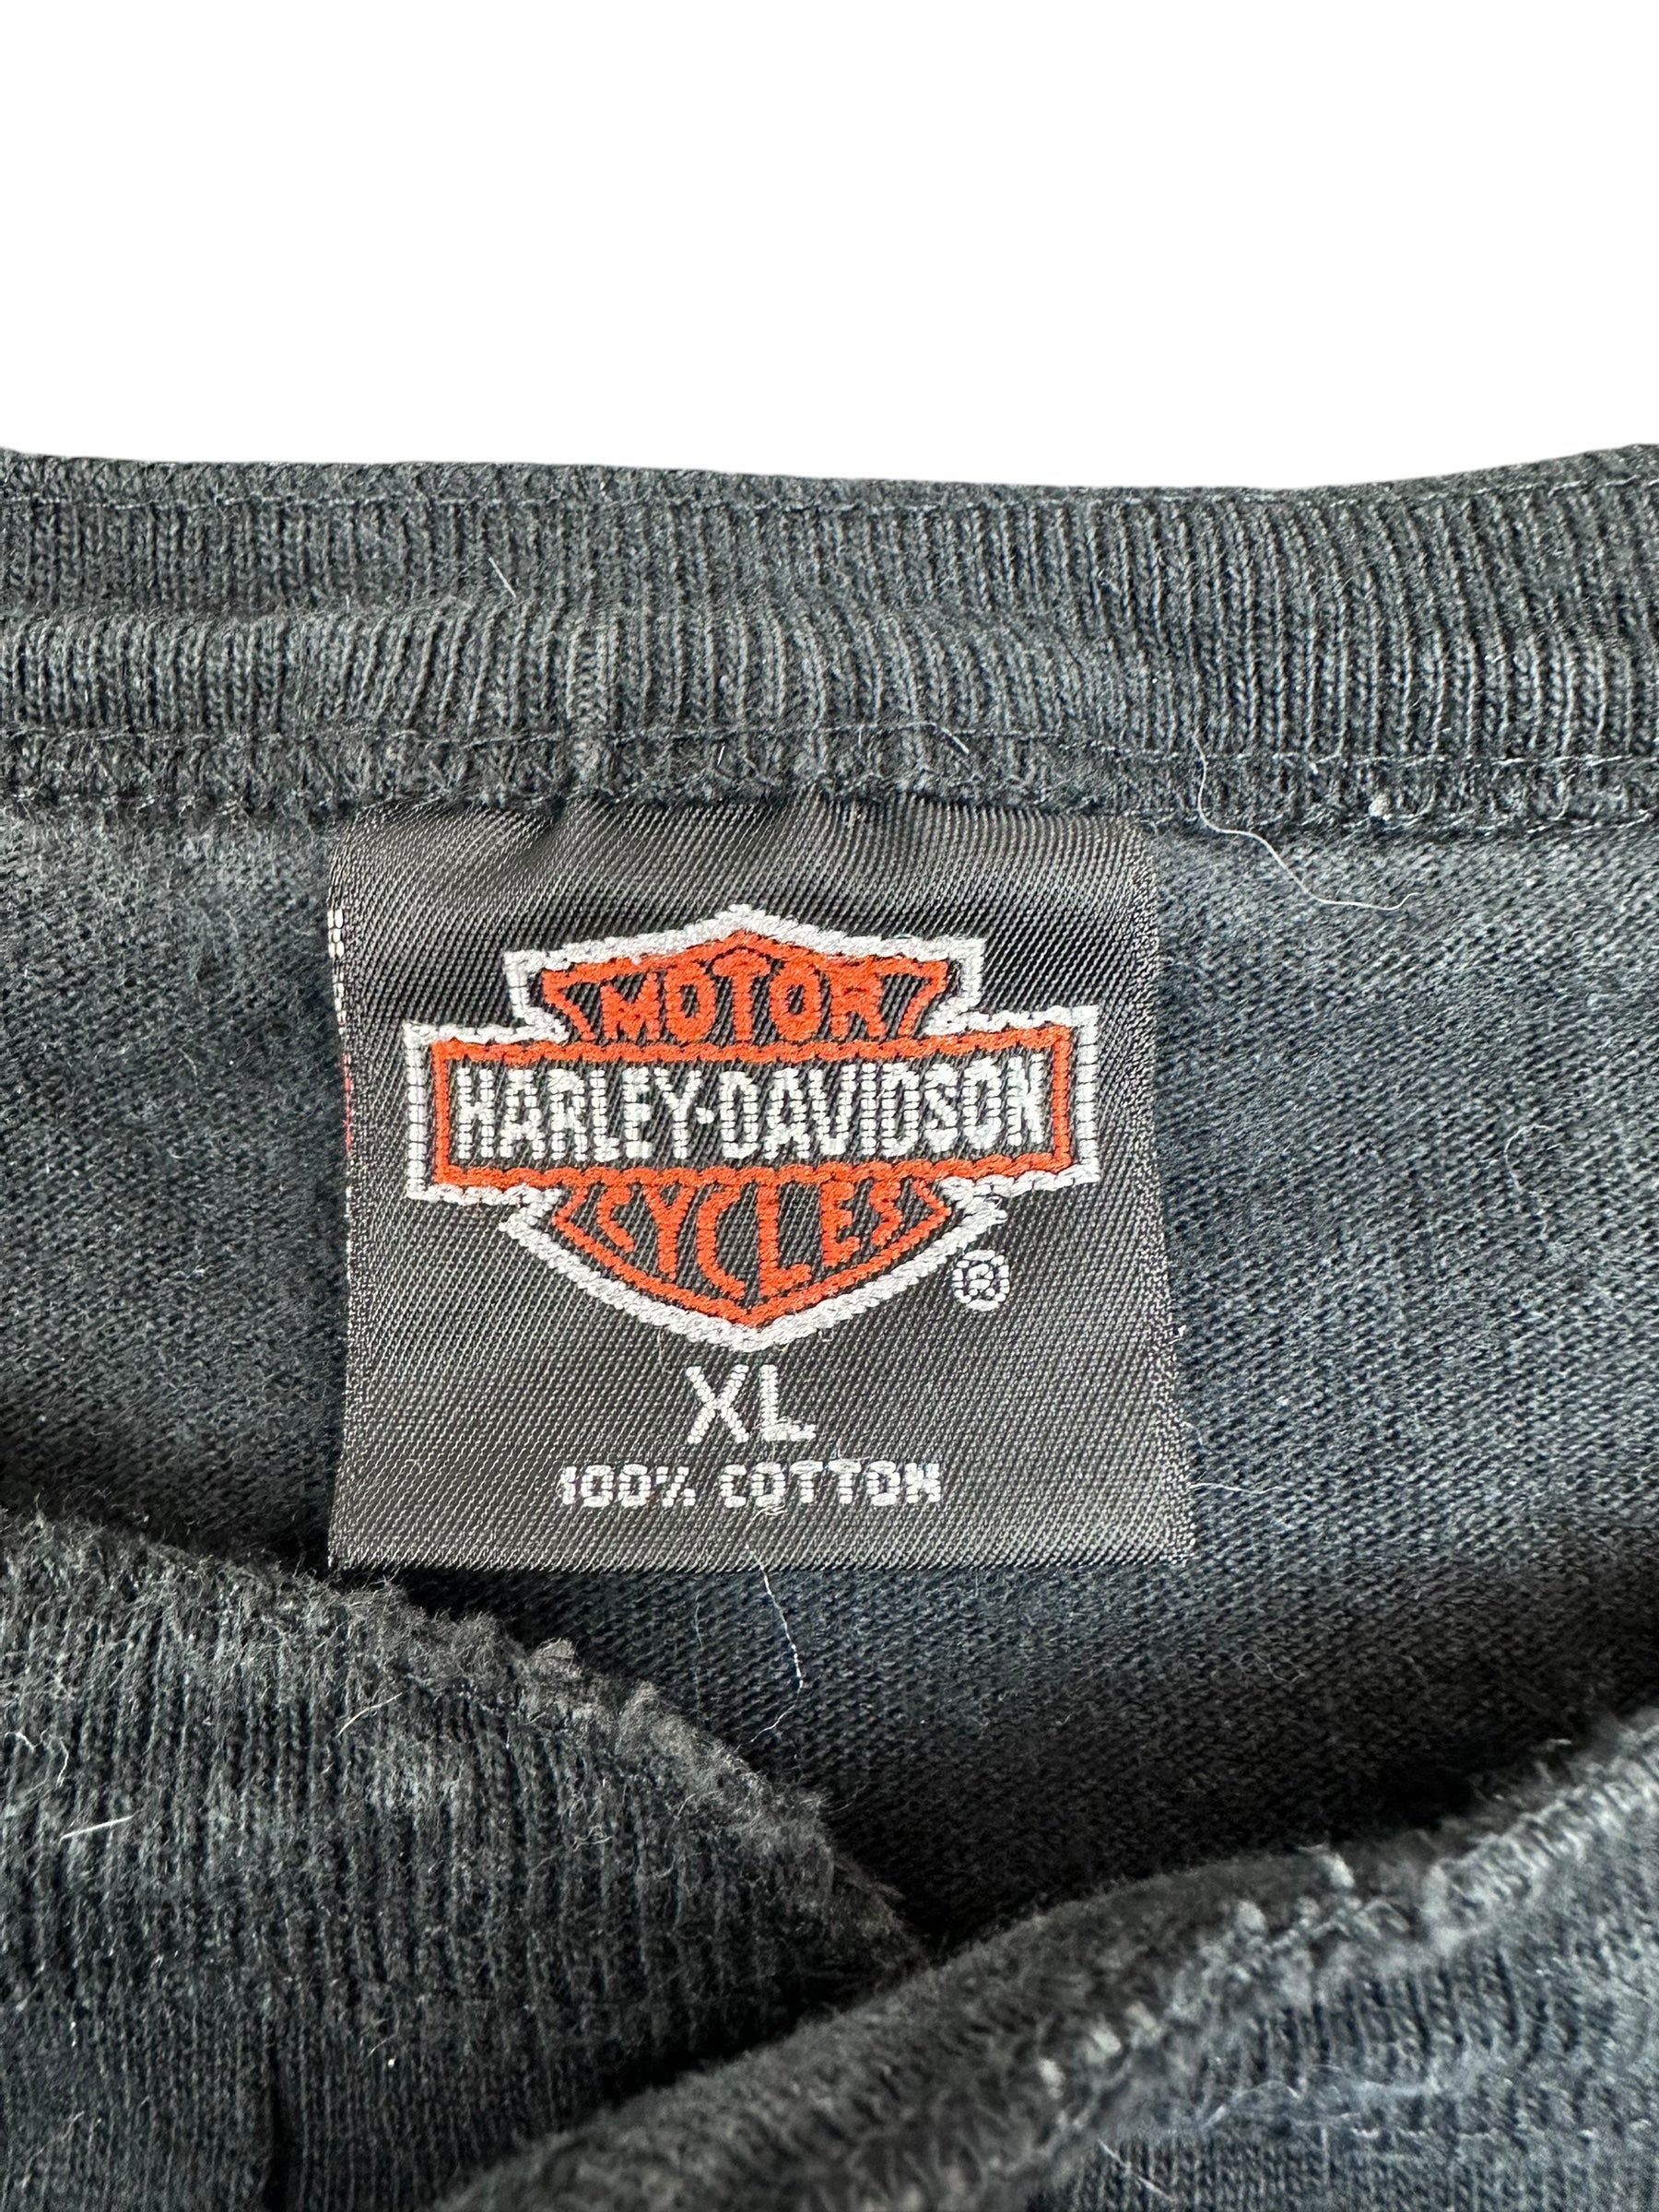 MOTOR
HARLEY-DAVIDSON
CYCLES
®
XL
100% COTTON